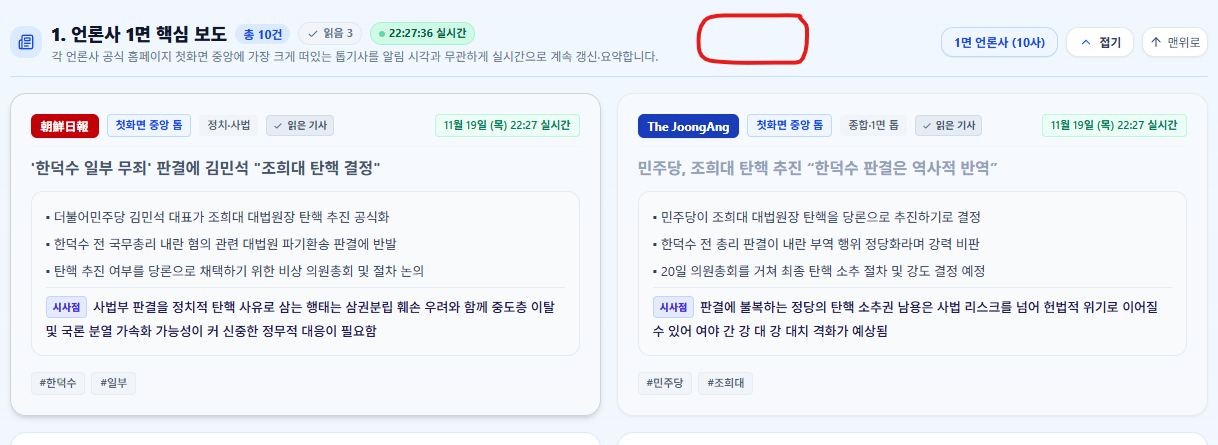 1. 언론사 1면 핵심 보도 총 10건 ✓ 읽음 3 22:27:36 실시간
각 언론사 공식 홈페이지 첫화면 중앙에 가장 크게 떠있는 톱기사를 알림 시각과 무관하게 실시간으로 계속 갱신·요약합니다.
1면 언론사 (10사) 접기 맨위로
朝鮮日報 첫화면 중앙 톱 정치·사법 ✓ 읽은 기사 11월 19일 (목) 22:27 실시간
'한덕수 일부 무죄' 판결에 김민석 "조희대 탄핵 결정"
▪ 더불어민주당 김민석 대표가 조희대 대법원장 탄핵 추진 공식화
▪ 한덕수 전 국무총리 내란 혐의 관련 대법원 파기환송 판결에 반발
▪ 탄핵 추진 여부를 당론으로 채택하기 위한 비상 의원총회 및 절차 논의
시사점 사법부 판결을 정치적 탄핵 사유로 삼는 행태는 삼권분립 훼손 우려와 함께 중도층 이탈
및 국론 분열 가속화 가능성이 커 신중한 정무적 대응이 필요함
#한덕수 #일부
The JoongAng 첫화면 중앙 톱 종합·1면 톱 ✓ 읽은 기사 11월 19일 (목) 22:27 실시간
민주당, 조희대 탄핵 추진 “한덕수 판결은 역사적 반역”
▪ 민주당이 조희대 대법원장 탄핵을 당론으로 추진하기로 결정
▪ 한덕수 전 총리 판결이 내란 부역 행위 정당화라며 강력 비판
▪ 20일 의원총회를 거쳐 최종 탄핵 소추 절차 및 강도 결정 예정
시사점 판결에 불복하는 정당의 탄핵 소추권 남용은 사법 리스크를 넘어 헌법적 위기로 이어질
수 있어 여야 간 강 대 강 대치 격화가 예상됨
#민주당 #조희대